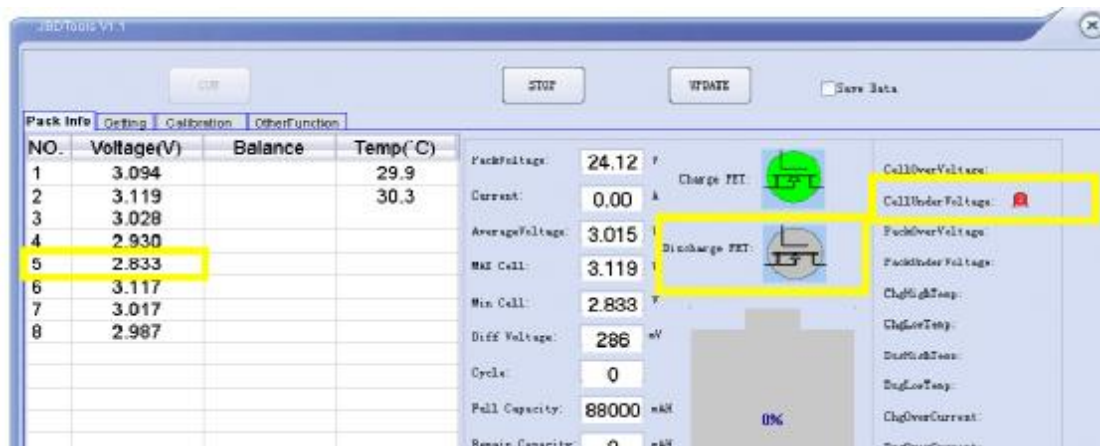 JBDTools V1.1
STOP
UPDATE
Save Data
Pack Info Setting Calibration OtherFunction
NO. Voltage(V) Balance Temp(°C)
1 3.094 29.9
2 3.119 30.3
3 3.028
4 2.930
5 2.833
6 3.117
7 3.017
8 2.987
PackVoltage: 24.12 V
Current: 0.00 A
AverageVoltage: 3.015
MAX Cell: 3.119
Min Cell: 2.833 V
Diff Voltage: 286 mV
Cycle: 0
Full Capacity: 88000 mAH
Remain Capacity: 0 mAH
Charge FET:
Discharge FET:
0%
CellOverVoltage:
CellUnderVoltage:
PackOverVoltage:
PackUnderVoltage:
ChgHighTemp:
ChgLowTemp:
DsgHighTemp:
DsgLowTemp:
ChgOverCurrent:
DsgOverCurrent: